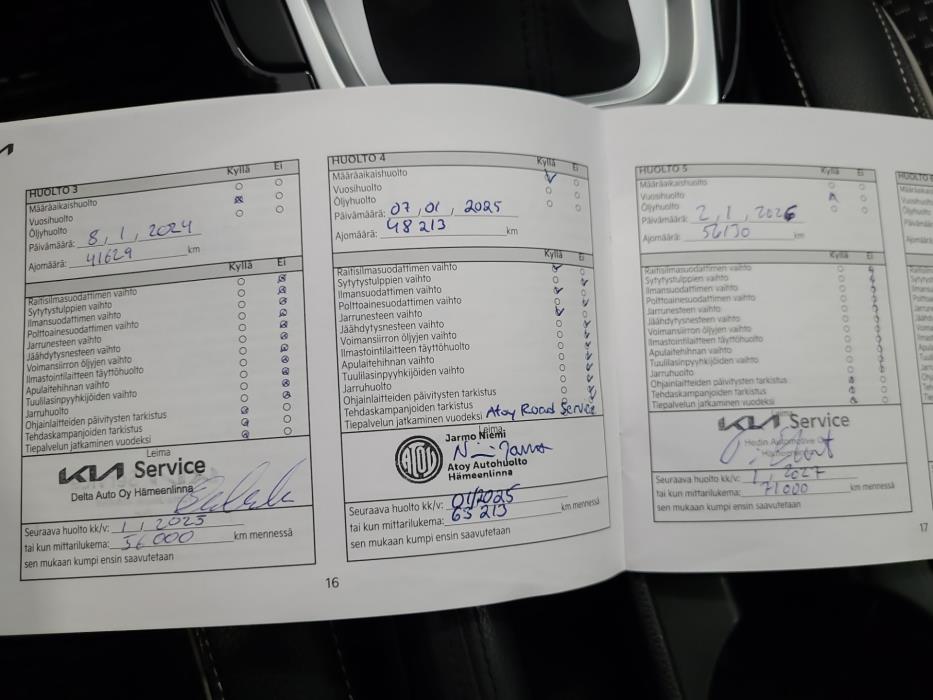 HUOLTO 3
Kyllä Ei
Määräaikaishuolto
Vuosihuolto
Öljyhuolto
Päivämäärä: 8, 1, 2024
Ajomäärä: 41629 km
Kyllä Ei
Raitisilmasuodattimen vaihto
Sytytystulppien vaihto
Ilmansuodattimen vaihto
Polttoainesuodattimen vaihto
Jarrunesteen vaihto
Jäähdytysnesteen vaihto
Voimansiirron öljyjen vaihto
Ilmastointilaitteen täyttöhuolto
Apulaitehihnan vaihto
Tuulilasinpyyhkijöiden vaihto
Jarruhuolto
Ohjainlaitteiden päivitysten tarkistus
Tehdaskampanjoiden tarkistus
Tiepalvelun jatkaminen vuodeksi
Leima
KIA Service
Delta Auto Oy Hämeenlinna
Seuraava huolto kk/v: 1, 2025
tai kun mittarilukema: 56000 km mennessä
sen mukaan kumpi ensin saavutetaan
HUOLTO 4
Kyllä Ei
Määräaikaishuolto
Vuosihuolto
Öljyhuolto
Päivämäärä: 07, 01, 2025
Ajomäärä: 48213 km
Kyllä Ei
Raitisilmasuodattimen vaihto
Sytytystulppien vaihto
Ilmansuodattimen vaihto
Polttoainesuodattimen vaihto
Jarrunesteen vaihto
Jäähdytysnesteen vaihto
Voimansiirron öljyjen vaihto
Ilmastointilaitteen täyttöhuolto
Apulaitehihnan vaihto
Tuulilasinpyyhkijöiden vaihto
Jarruhuolto
Ohjainlaitteiden päivitysten tarkistus
Tehdaskampanjoiden tarkistus
Tiepalvelun jatkaminen vuodeksi Atoy Road Service
Leima
ATOY
Jarmo Niemi
Atoy Autohuolto
Hämeenlinna
Seuraava huolto kk/v: 01/2025
tai kun mittarilukema: 63213 km mennessä
sen mukaan kumpi ensin saavutetaan
16
HUOLTO 5
Kyllä Ei
Määräaikaishuolto
Vuosihuolto
Öljyhuolto
Päivämäärä: 2, 1, 2026
Ajomäärä: 56130 km
Kyllä Ei
Raitisilmasuodattimen vaihto
Sytytystulppien vaihto
Ilmansuodattimen vaihto
Polttoainesuodattimen vaihto
Jarrunesteen vaihto
Jäähdytysnesteen vaihto
Voimansiirron öljyjen vaihto
Ilmastointilaitteen täyttöhuolto
Apulaitehihnan vaihto
Tuulilasinpyyhkijöiden vaihto
Jarruhuolto
Ohjainlaitteiden päivitysten tarkistus
Tehdaskampanjoiden tarkistus
Tiepalvelun jatkaminen vuodeksi
Leima
KIA Service
Hedin Automotive Oy
Seuraava huolto kk/v: 1, 2027
tai kun mittarilukema: 71000 km mennessä
sen mukaan kumpi ensin saavutetaan
17